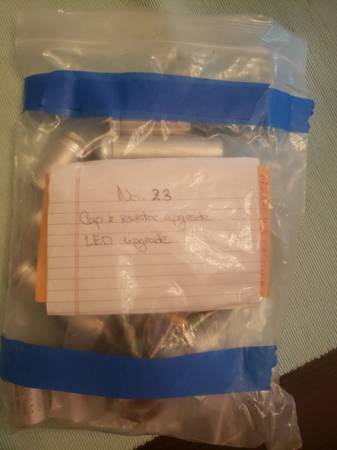 No. 23
Cap & resistor upgrade
LED upgrade